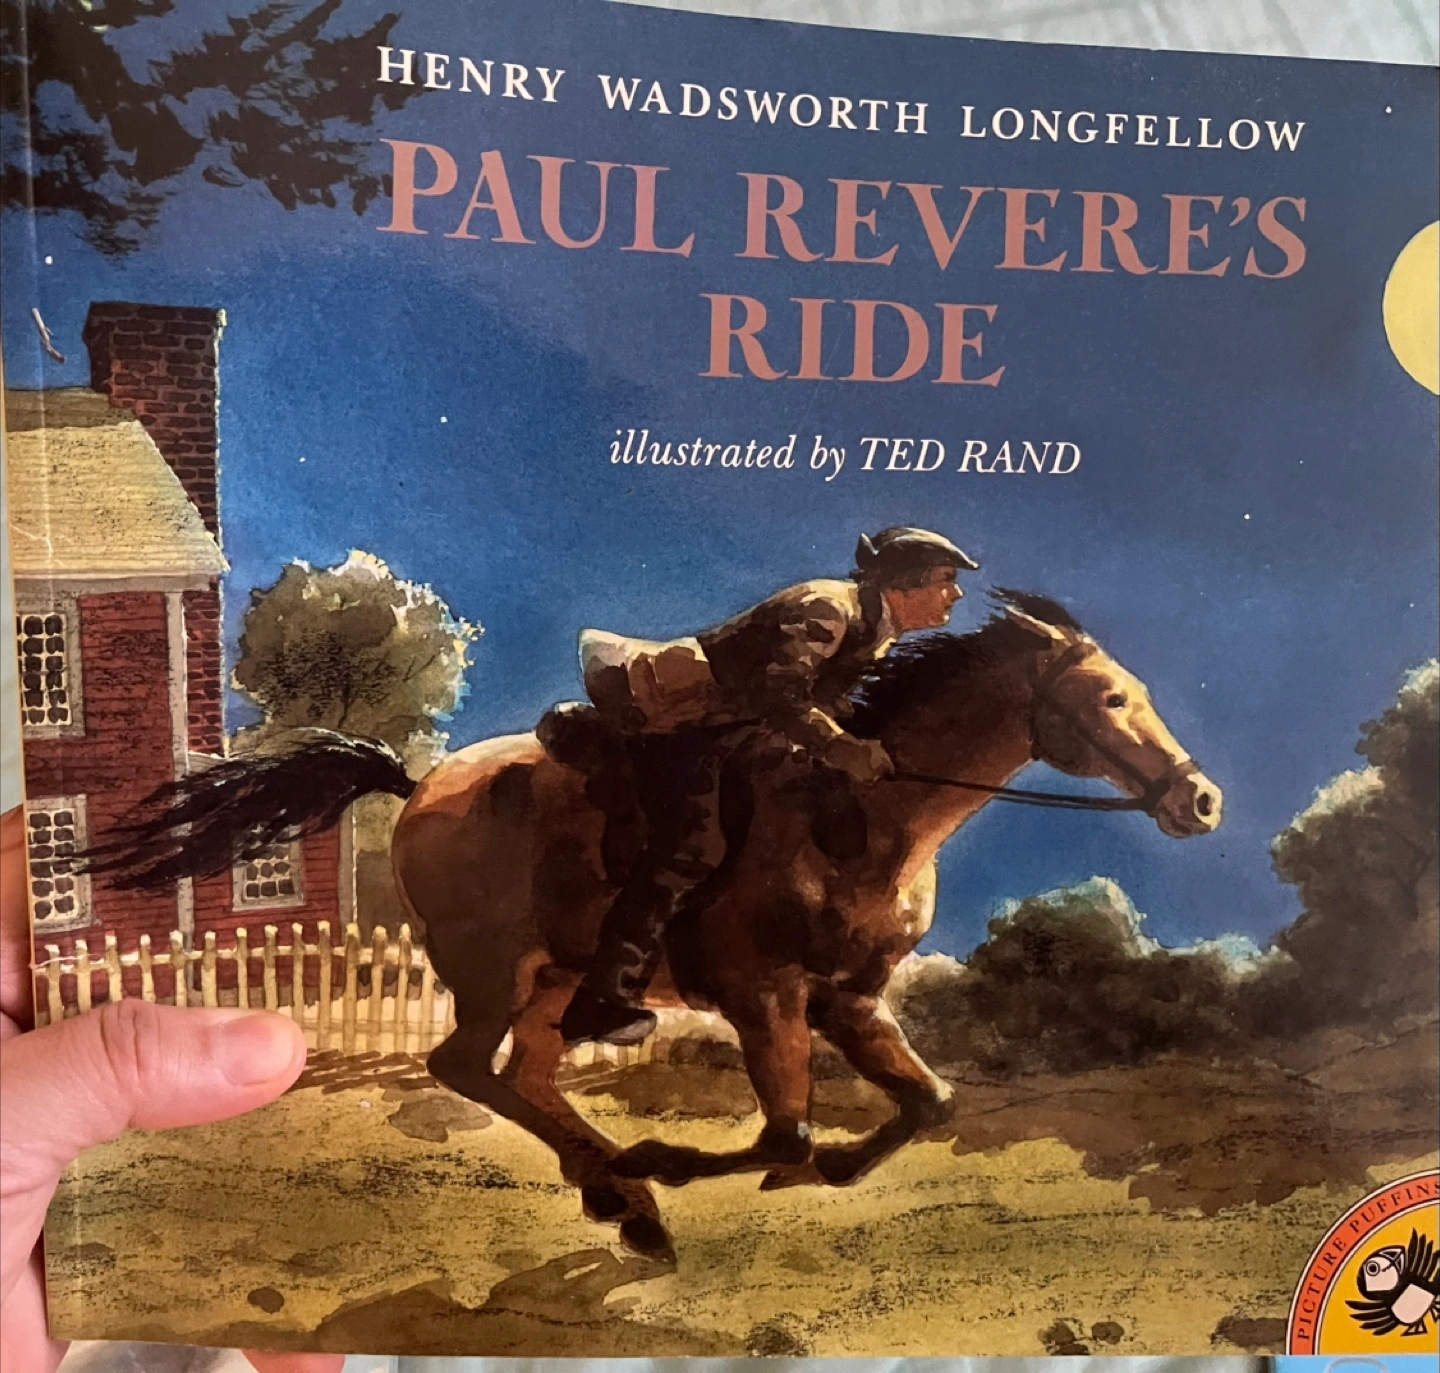 HENRY WADSWORTH LONGFELLOW
PAUL REVERE'S
RIDE
illustrated by TED RAND
PICTURE PUFFINS